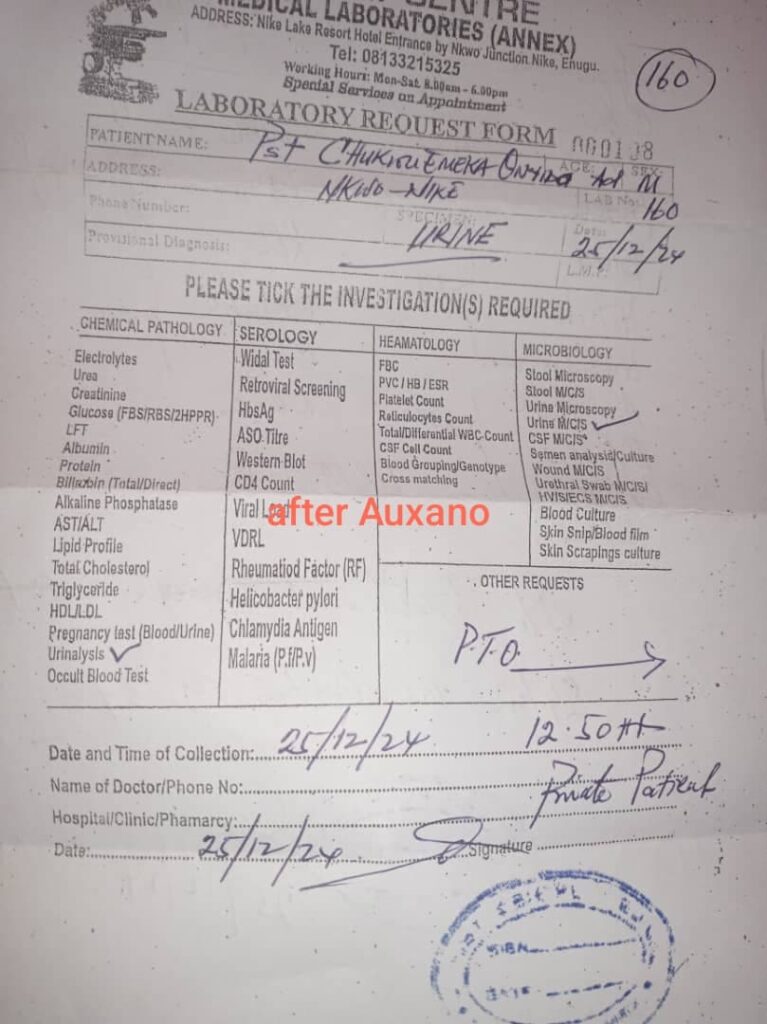 MEDICAL LABORATORIES (ANNEX)
ADDRESS: Nike Lake Resort Hotel Entrance by Nkwo Junction Nike, Enugu.
Tel: 08133215325
Working Hours: Mon-Sat. 8.00am - 6.00pm
Special Services on Appointment
160
LABORATORY REQUEST FORM
PATIENT NAME: Pst CHUKWUEMEKA AGE: Ad SEX: M
ADDRESS: NKWO-NIKE LAB No: 160
Phone Number: SPECIMEN: URINE Date: 25/12/24
Provisional Diagnosis: L.M.P:
PLEASE TICK THE INVESTIGATION(S) REQUIRED
CHEMICAL PATHOLOGY
Electrolytes
Urea
Creatinine
Glucose (FBS/RBS/2HPPR)
LFT
Albumin
Protein
Bilirubin (Total/Direct)
Alkaline Phosphatase
AST/ALT
Lipid Profile
Total Cholesterol
Triglyceride
HDL/LDL
Pregnancy test (Blood/Urine)
Urinalysis ✓
Occult Blood Test
SEROLOGY
Widal Test
Retroviral Screening
HbsAg
ASO Titre
Western Blot
CD4 Count
Viral Load
VDRL
Rheumatiod Factor (RF)
Helicobacter pylori
Chlamydia Antigen
Malaria (P.f/P.v)
HEAMATOLOGY
FBC
PVC / HB / ESR
Platelet Count
Reticulocytes Count
Total/Differential WBC Count
CSF Cell Count
Blood Grouping/Genotype
Cross matching
MICROBIOLOGY
Stool Microscopy
Stool M/C/S
Urine Microscopy
Urine M/C/S ✓
CSF M/C/S
Semen analysis/Culture
Wound M/C/S
Urethral Swab M/C/S/
HVS/ECS M/C/S
Blood Culture
Skin Snip/Blood film
Skin Scrapings culture
after Auxano
OTHER REQUESTS
P.T.O
Date and Time of Collection: 25/12/24 12.50
Name of Doctor/Phone No: Private Patient
Hospital/Clinic/Phamarcy:
Date: 25/12/24 Signature